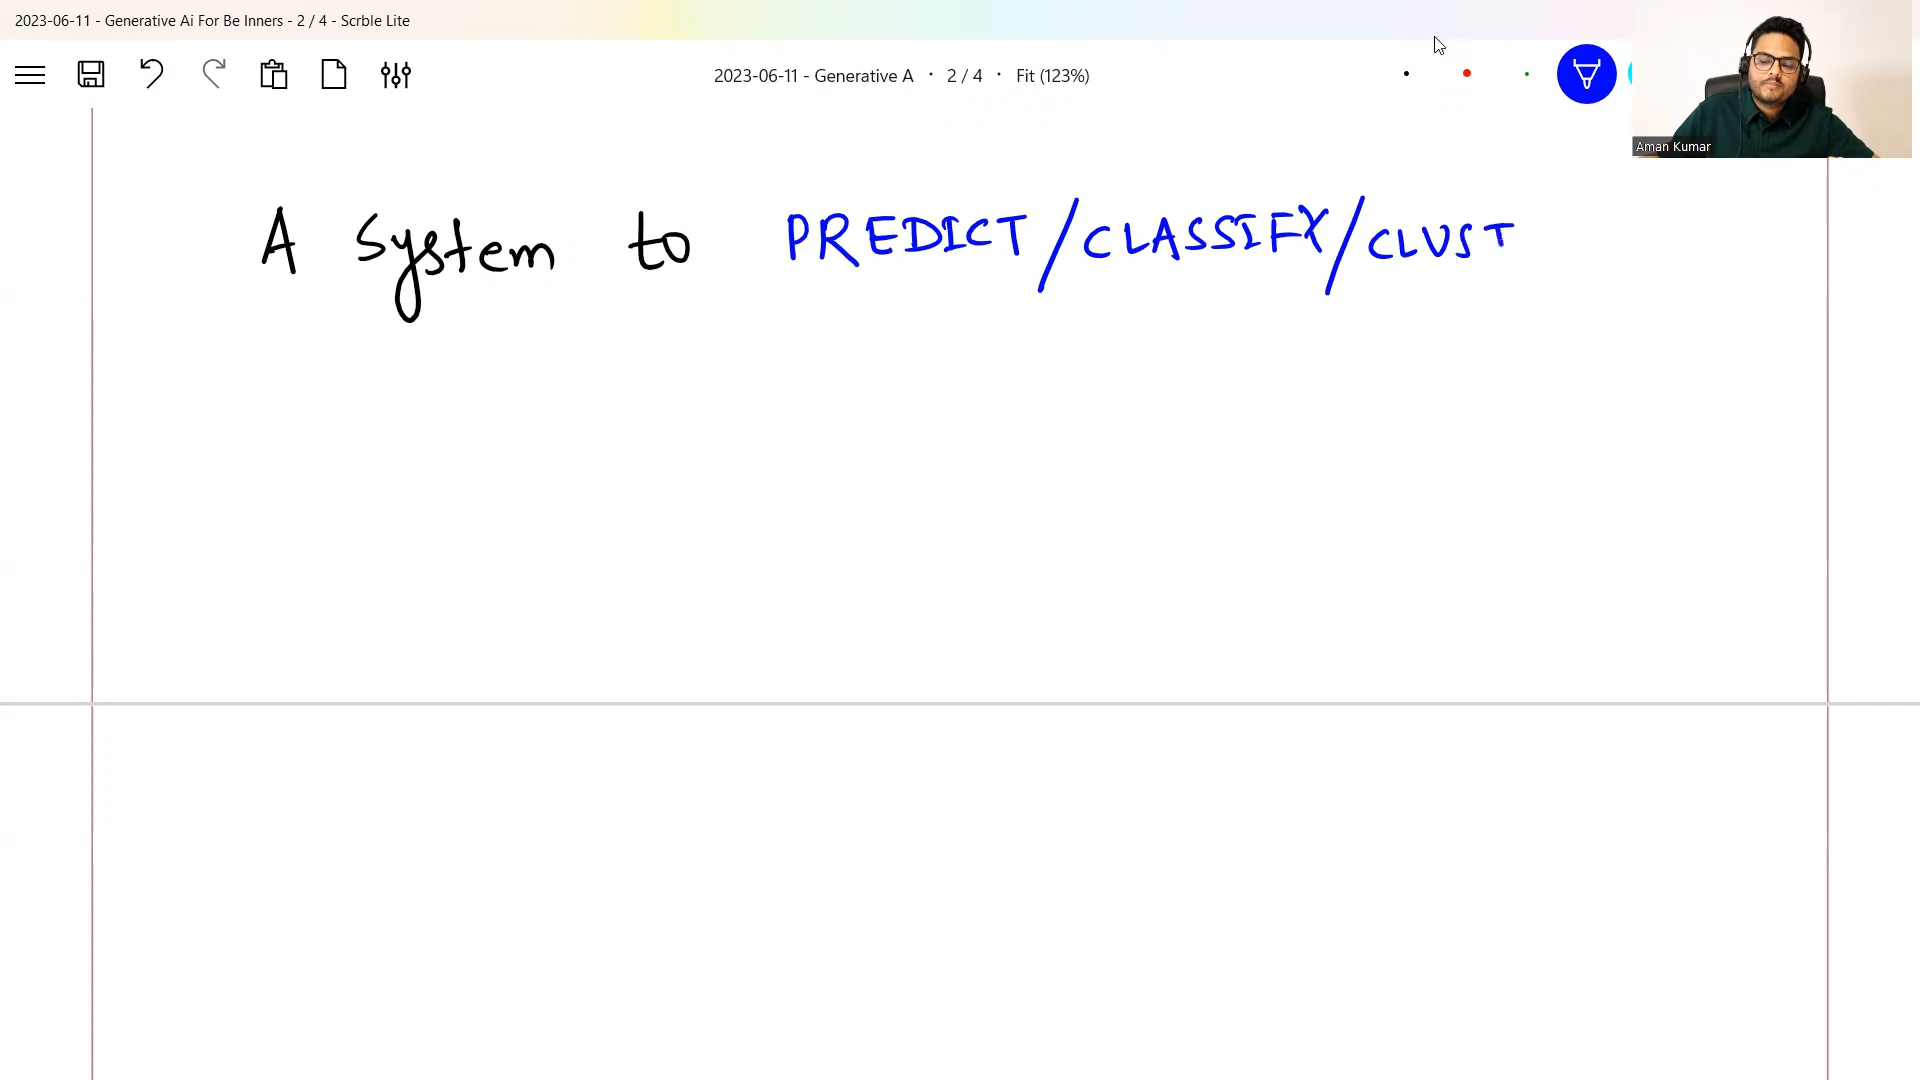 2023-06-11 - Generative Ai For Be Inners - 2 / 4 - Scrble Lite
2023-06-11 - Generative A • 2 / 4 • Fit (123%)
Aman Kumar
A system to PREDICT/CLASSIFY/CLUST